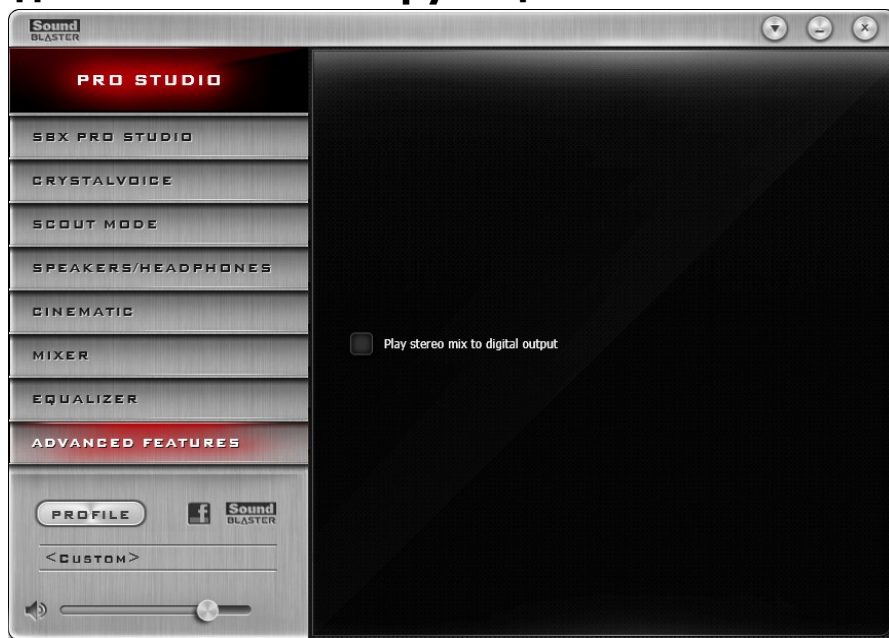 Sound
BLASTER
PRO STUDIO
SBX PRO STUDIO
CRYSTALVOICE
SCOUT MODE
SPEAKERS/HEADPHONES
CINEMATIC
MIXER
EQUALIZER
ADVANCED FEATURES
Play stereo mix to digital output
PROFILE
f
Sound
BLASTER
<CUSTOM>